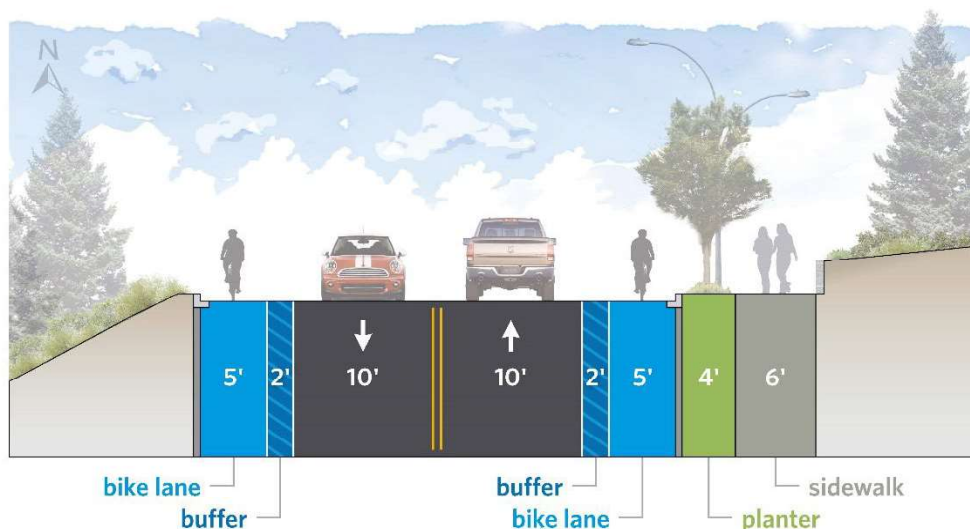 N
5' 2' 10' 10' 2' 5' 4' 6'
bike lane buffer sidewalk
buffer bike lane planter